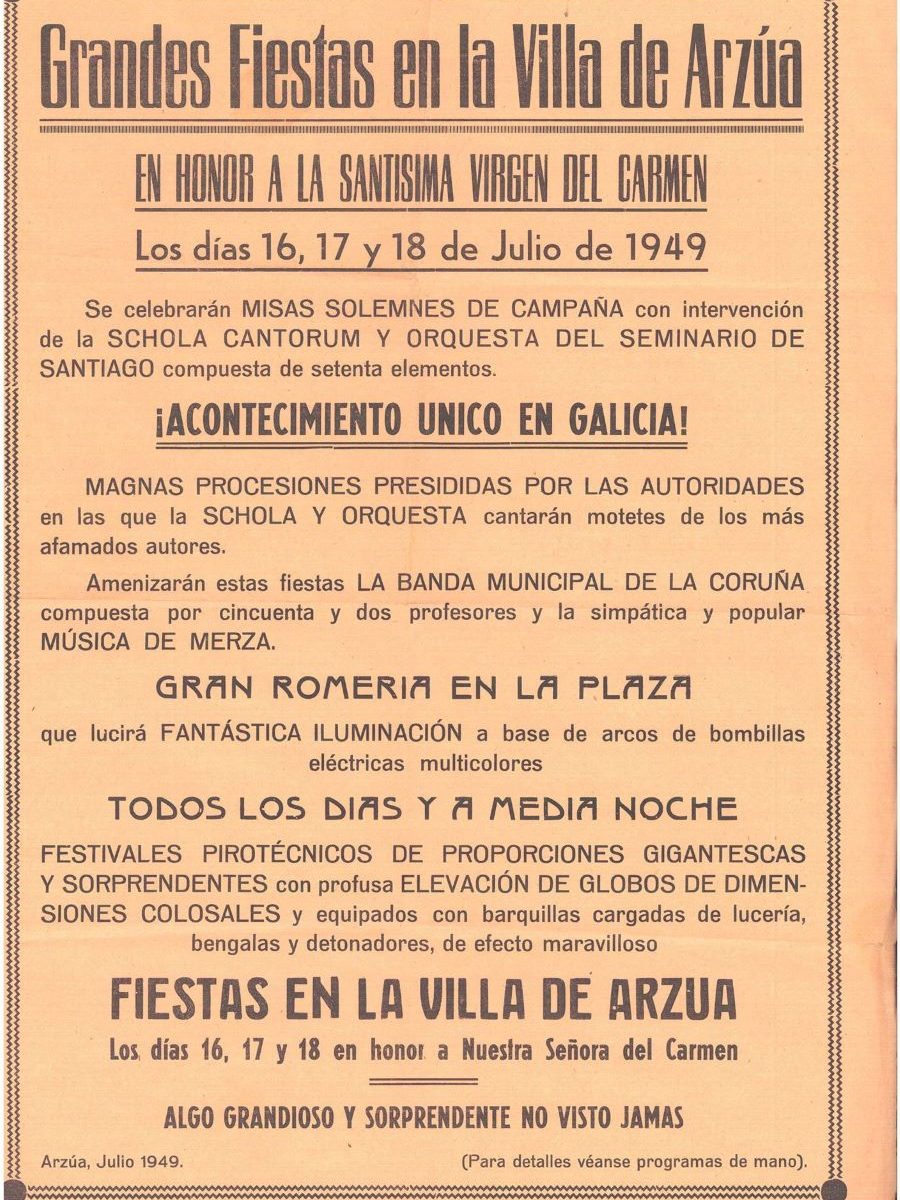 Grandes Fiestas en la Villa de Arzúa
EN HONOR A LA SANTISIMA VIRGEN DEL CARMEN
Los días 16, 17 y 18 de Julio de 1949
Se celebrarán MISAS SOLEMNES DE CAMPAÑA con intervención
de la SCHOLA CANTORUM Y ORQUESTA DEL SEMINARIO DE
SANTIAGO compuesta de setenta elementos.
¡ACONTECIMIENTO UNICO EN GALICIA!
MAGNAS PROCESIONES PRESIDIDAS POR LAS AUTORIDADES
en las que la SCHOLA Y ORQUESTA cantarán motetes de los más
afamados autores.
Amenizarán estas fiestas LA BANDA MUNICIPAL DE LA CORUÑA
compuesta por cincuenta y dos profesores y la simpática y popular
MÚSICA DE MERZA.
GRAN ROMERIA EN LA PLAZA
que lucirá FANTÁSTICA ILUMINACIÓN a base de arcos de bombillas
eléctricas multicolores
TODOS LOS DIAS Y A MEDIA NOCHE
FESTIVALES PIROTÉCNICOS DE PROPORCIONES GIGANTESCAS
Y SORPRENDENTES con profusa ELEVACIÓN DE GLOBOS DE DIMEN-
SIONES COLOSALES y equipados con barquillas cargadas de lucería,
bengalas y detonadores, de efecto maravilloso
FIESTAS EN LA VILLA DE ARZUA
Los días 16, 17 y 18 en honor a Nuestra Señora del Carmen
ALGO GRANDIOSO Y SORPRENDENTE NO VISTO JAMAS
Arzúa, Julio 1949. (Para detalles véanse programas de mano).